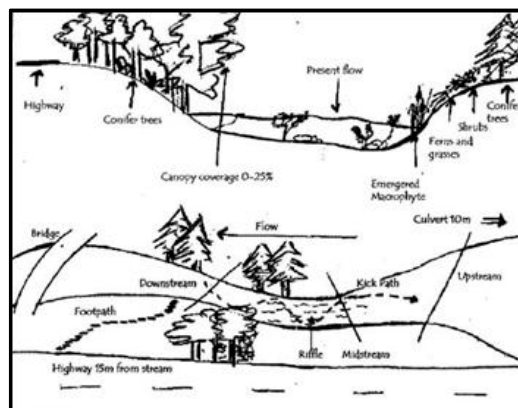 Present flow
Highway
Conifer trees
Conifer
trees
Shrubs
Ferns and
grasses
Canopy coverage 0-25%
Emergered
Macrophyte
Culvert 10m
Bridge
Flow
Downstream
Kick Path
Upstream
Footpath
Riffle
Midstream
Highway 15m from stream